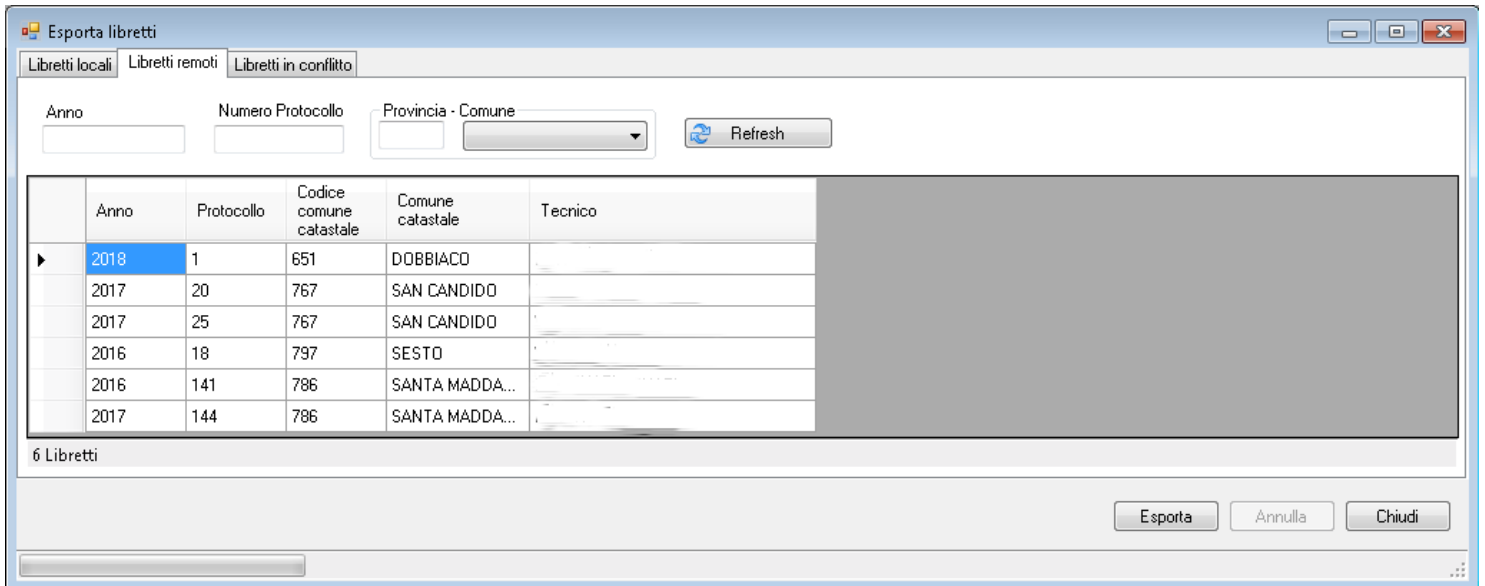 Esporta libretti
Libretti locali Libretti remoti Libretti in conflitto
Anno Numero Protocollo Provincia - Comune
Refresh
Anno Protocollo Codice comune catastale Comune catastale Tecnico
2018 1 651 DOBBIACO
2017 20 767 SAN CANDIDO
2017 25 767 SAN CANDIDO
2016 18 797 SESTO
2016 141 786 SANTA MADDA...
2017 144 786 SANTA MADDA...
6 Libretti
Esporta Annulla Chiudi